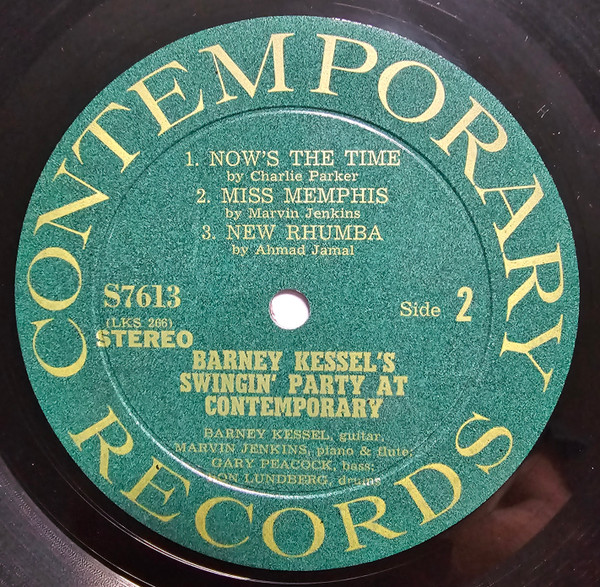 CONTEMPORARY
1. NOW'S THE TIME
by Charlie Parker
2. MISS MEMPHIS
by Marvin Jenkins
3. NEW RHUMBA
by Ahmad Jamal
S7613
Side 2
(LKS 266)
STEREO
BARNEY KESSEL'S
SWINGIN' PARTY AT
CONTEMPORARY
BARNEY KESSEL, guitar,
MARVIN JENKINS, piano & flute;
GARY PEACOCK, bass;
RON LUNDBERG, drums
RECORDS